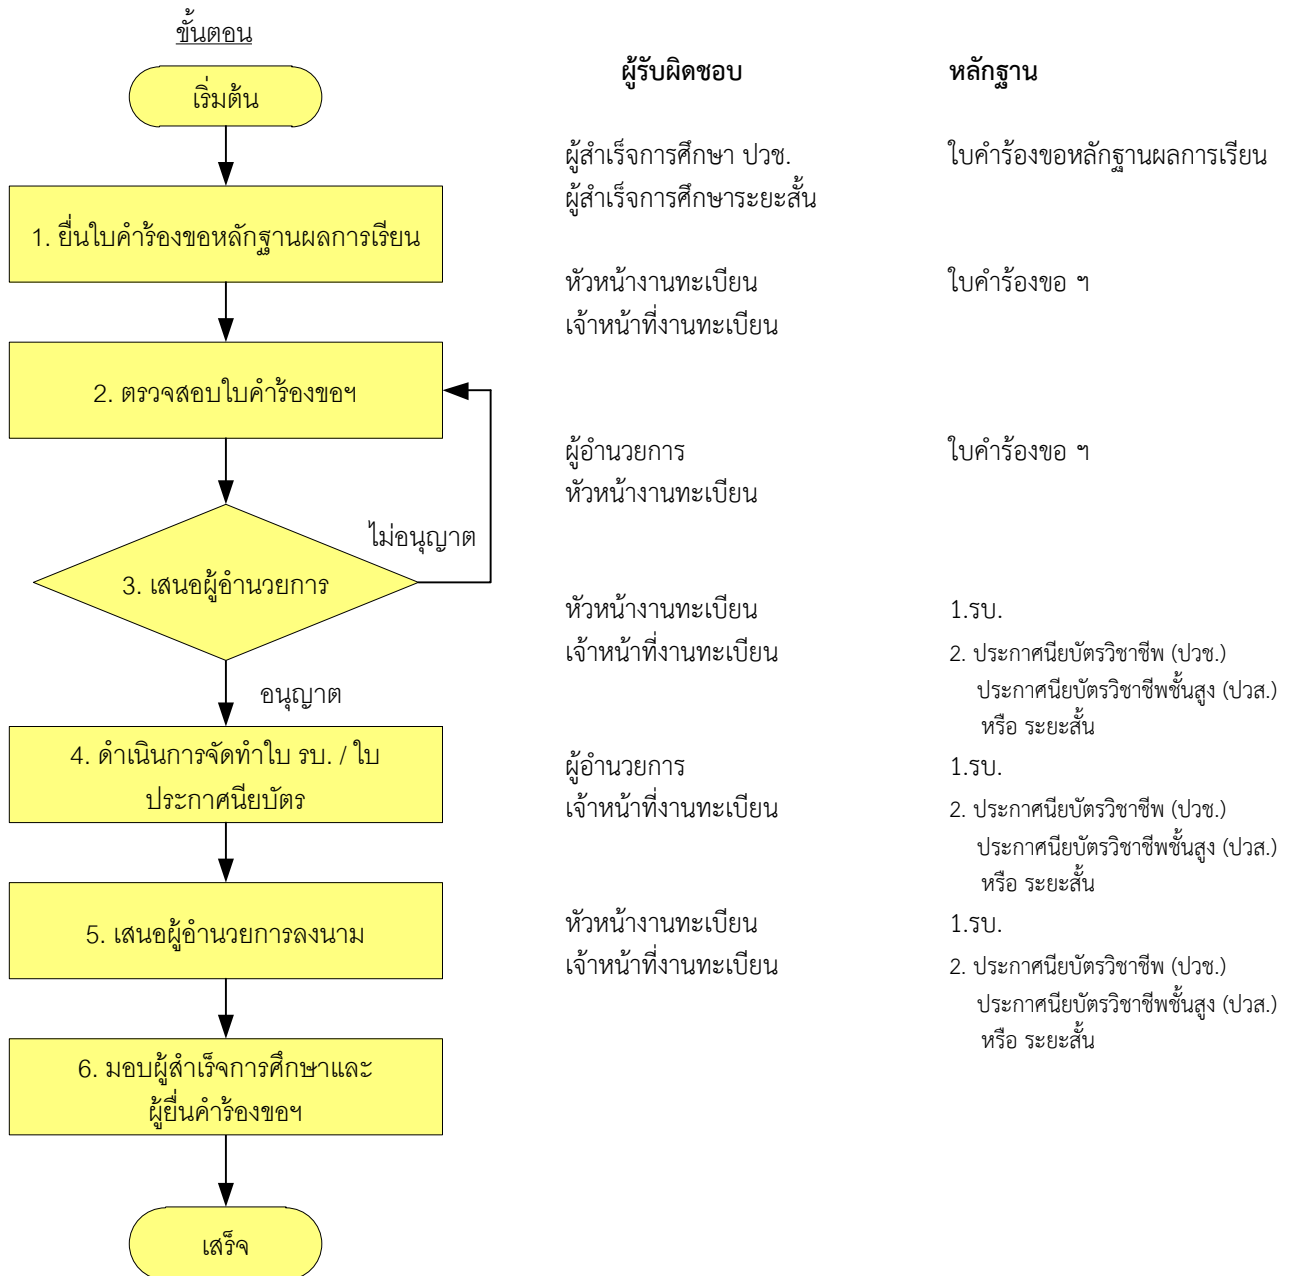 ขั้นตอน
ผู้รับผิดชอบ
หลักฐาน
เริ่มต้น
ผู้สำเร็จการศึกษา ปวช.
ใบคำร้องขอหลักฐานผลการเรียน
ผู้สำเร็จการศึกษาระยะสั้น
1. ยื่นใบคำร้องขอหลักฐานผลการเรียน
หัวหน้างานทะเบียน
ใบคำร้องขอ ฯ
เจ้าหน้าที่งานทะเบียน
2. ตรวจสอบใบคำร้องขอฯ
ผู้อำนวยการ
ใบคำร้องขอ ฯ
หัวหน้างานทะเบียน
ไม่อนุญาต
3. เสนอผู้อำนวยการ
หัวหน้างานทะเบียน
1.รบ.
เจ้าหน้าที่งานทะเบียน
2. ประกาศนียบัตรวิชาชีพ (ปวช.)
ประกาศนียบัตรวิชาชีพชั้นสูง (ปวส.)
หรือ ระยะสั้น
อนุญาต
4. ดำเนินการจัดทำใบ รบ. / ใบ
ประกาศนียบัตร
ผู้อำนวยการ
1.รบ.
เจ้าหน้าที่งานทะเบียน
2. ประกาศนียบัตรวิชาชีพ (ปวช.)
ประกาศนียบัตรวิชาชีพชั้นสูง (ปวส.)
หรือ ระยะสั้น
5. เสนอผู้อำนวยการลงนาม
หัวหน้างานทะเบียน
1.รบ.
เจ้าหน้าที่งานทะเบียน
2. ประกาศนียบัตรวิชาชีพ (ปวช.)
ประกาศนียบัตรวิชาชีพชั้นสูง (ปวส.)
หรือ ระยะสั้น
6. มอบผู้สำเร็จการศึกษาและ
ผู้ยื่นคำร้องขอฯ
เสร็จ